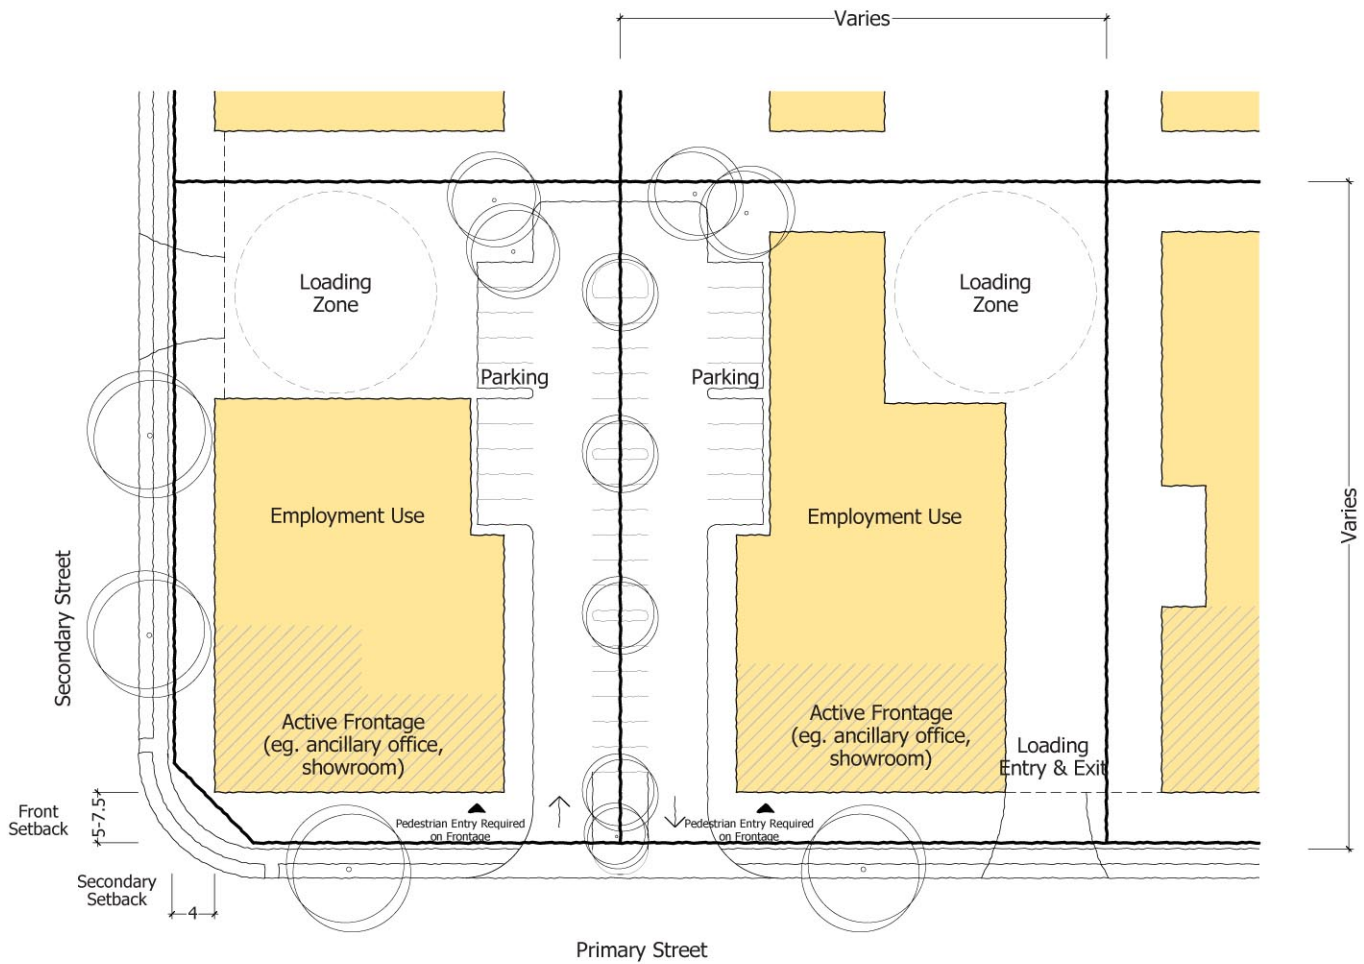 Varies
Loading
Zone
Loading
Zone
Parking
Parking
Varies
Employment Use
Employment Use
Secondary Street
Active Frontage
(eg. ancillary office,
showroom)
Active Frontage
(eg. ancillary office,
showroom)
Loading
Entry & Exit
Front
Setback
5-7.5
Pedestrian Entry Required
on Frontage
Pedestrian Entry Required
on Frontage
Secondary
Setback
4
Primary Street